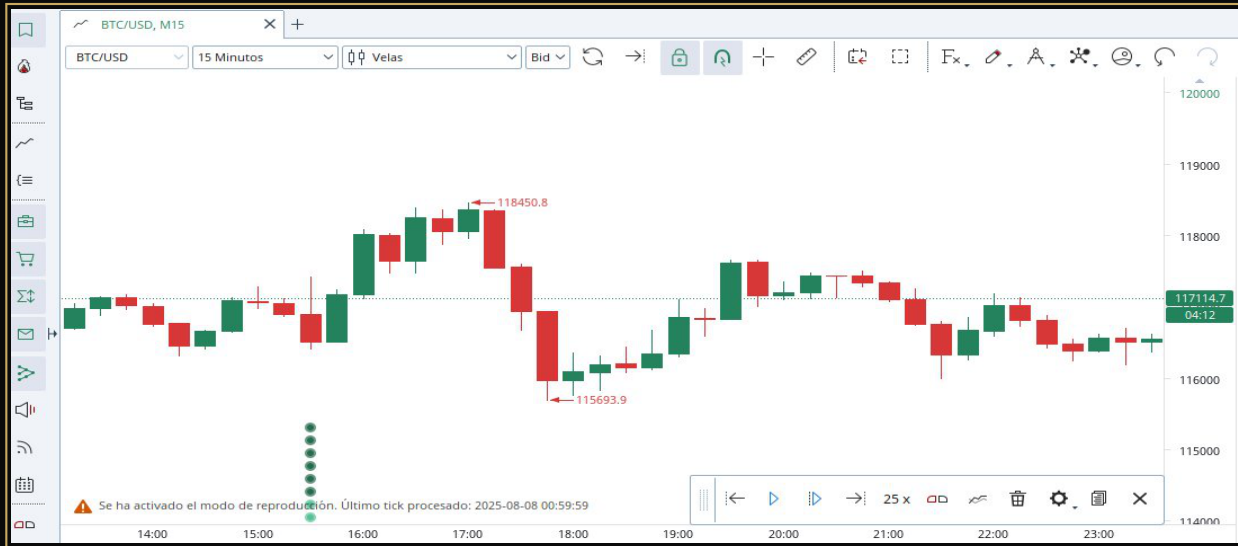 BTC/USD, M15
BTC/USD 15 Minutos Velas Bid
120000
119000
118450.8
118000
117114.7
04:12
116000
115693.9
115000
25 x
Se ha activado el modo de reproducción. Último tick procesado: 2025-08-08 00:59:59
114000
14:00 15:00 16:00 17:00 18:00 19:00 20:00 21:00 22:00 23:00